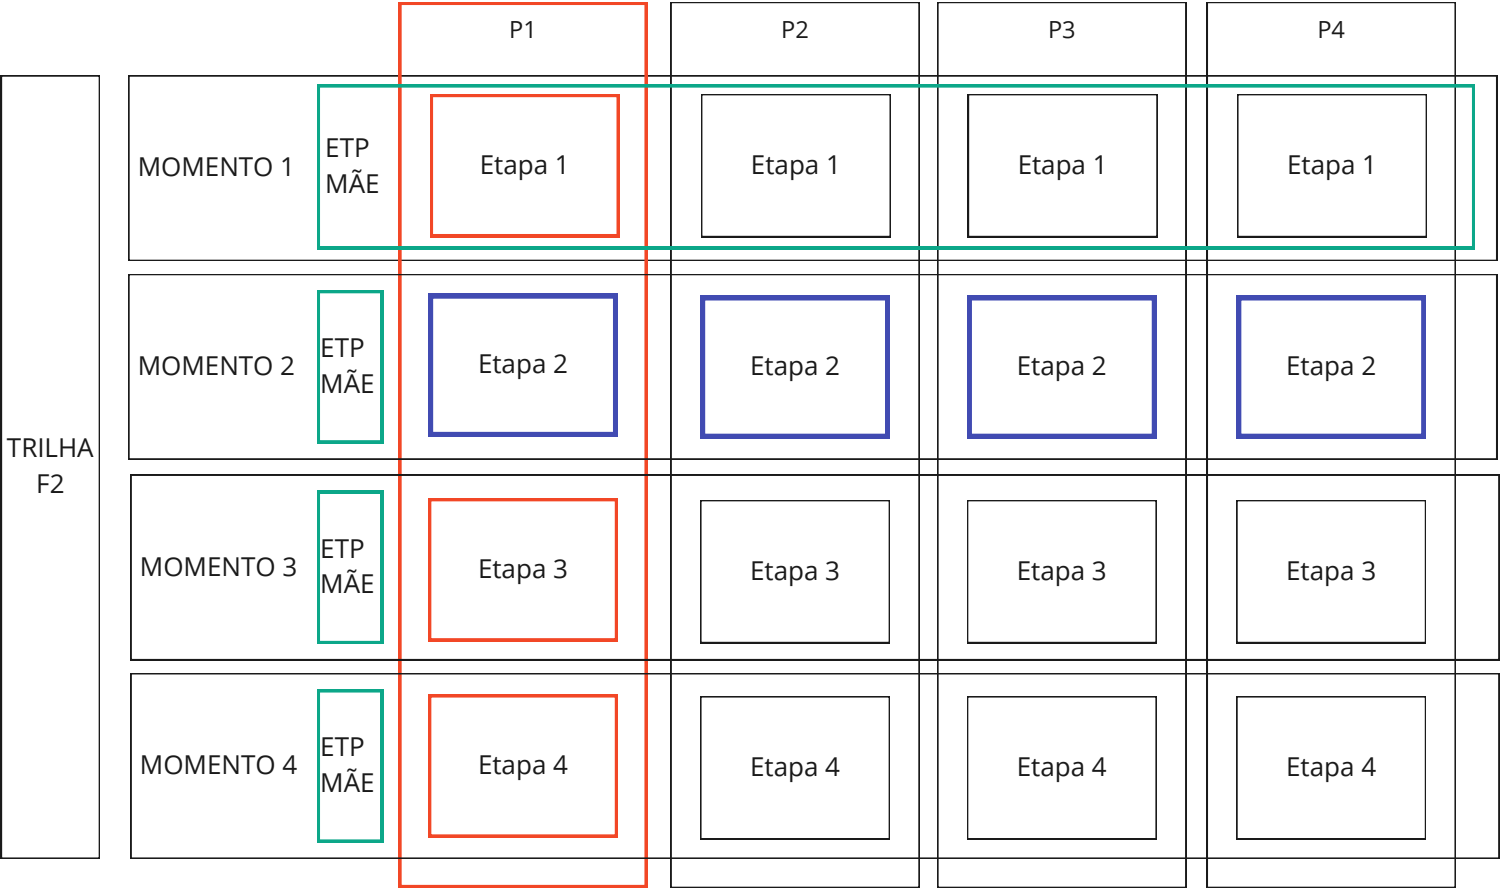 P1
P2
P3
P4
TRILHA
F2
MOMENTO 1
ETP
MÃE
Etapa 1
Etapa 1
Etapa 1
Etapa 1
MOMENTO 2
ETP
MÃE
Etapa 2
Etapa 2
Etapa 2
Etapa 2
MOMENTO 3
ETP
MÃE
Etapa 3
Etapa 3
Etapa 3
Etapa 3
MOMENTO 4
ETP
MÃE
Etapa 4
Etapa 4
Etapa 4
Etapa 4